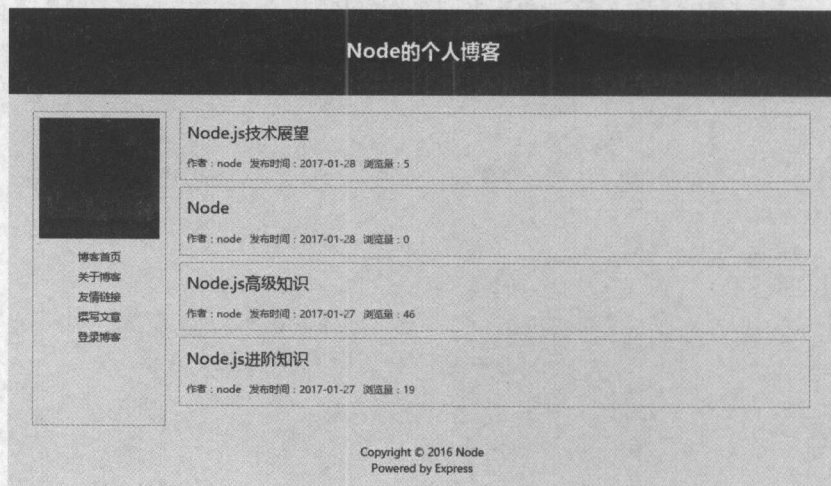 Node的个人博客
博客首页
关于博客
友情链接
撰写文章
登录博客
Node.js技术展望
作者：node 发布时间：2017-01-28 浏览量：5
Node
作者：node 发布时间：2017-01-28 浏览量：0
Node.js高级知识
作者：node 发布时间：2017-01-27 浏览量：46
Node.js进阶知识
作者：node 发布时间：2017-01-27 浏览量：19
Copyright © 2016 Node
Powered by Express